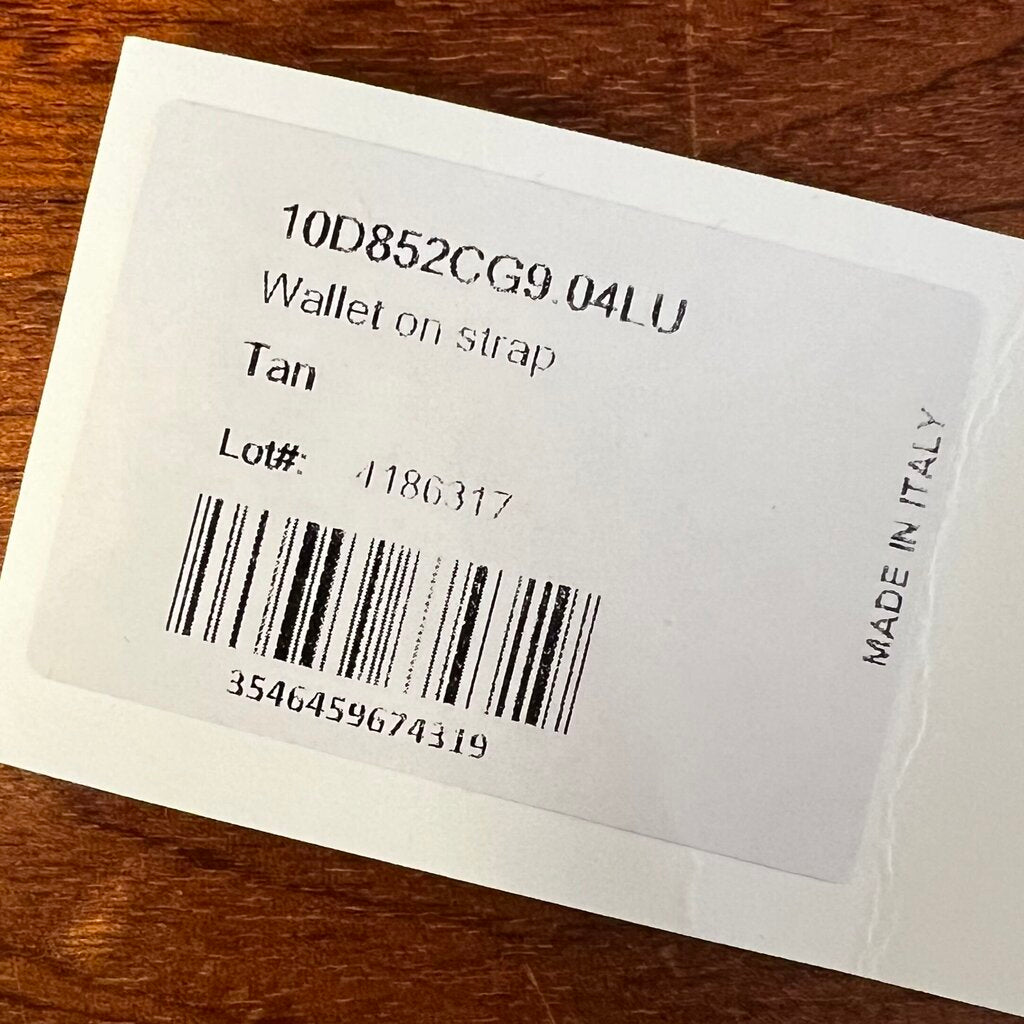 10D852CG9.04LU
Wallet on strap
Tan
Lot#: 4186317
3546459674319
MADE IN ITALY